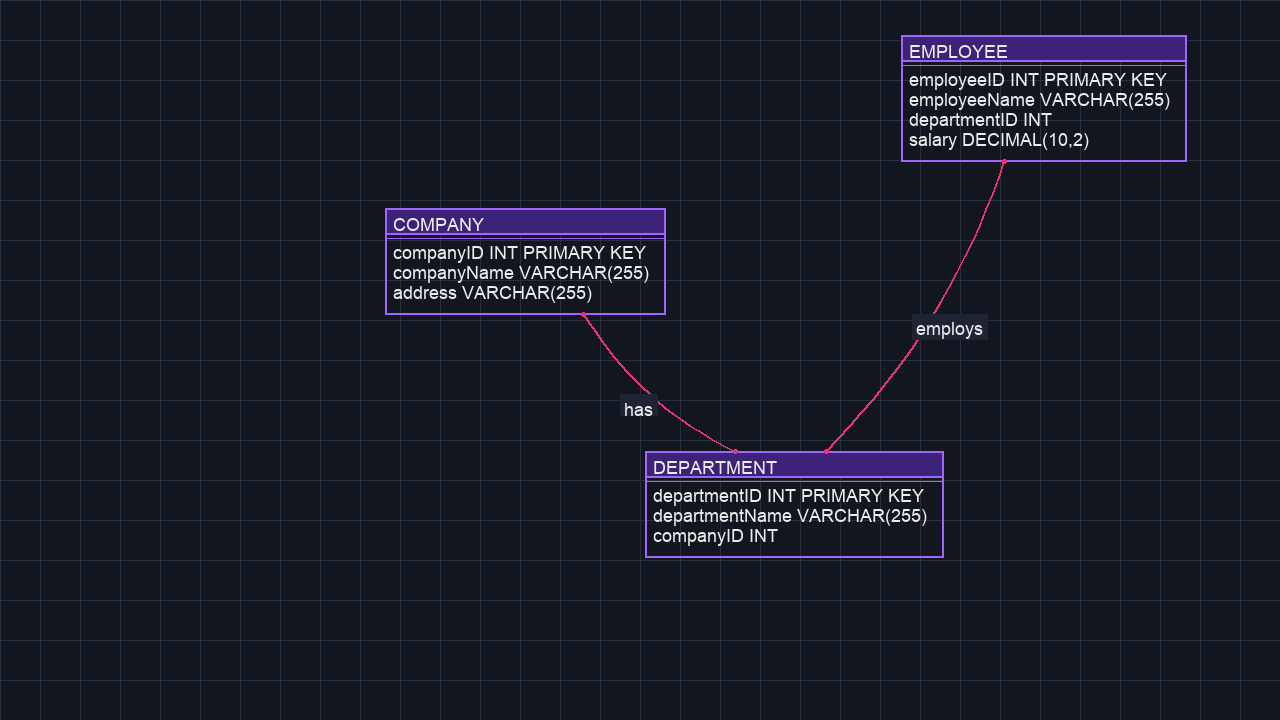 EMPLOYEE
employeeID INT PRIMARY KEY
employeeName VARCHAR(255)
departmentID INT
salary DECIMAL(10,2)
COMPANY
companyID INT PRIMARY KEY
companyName VARCHAR(255)
address VARCHAR(255)
employs
has
DEPARTMENT
departmentID INT PRIMARY KEY
departmentName VARCHAR(255)
companyID INT